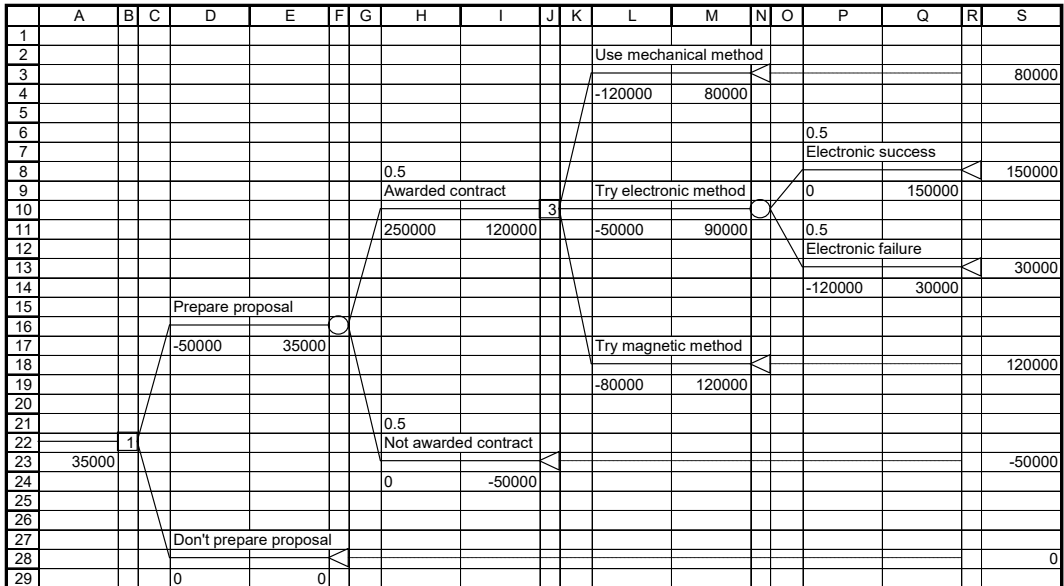 A B C D E F G H I J K L M N O P Q R S
1
2 Use mechanical method
3 80000
4 -120000 80000
5
6 0.5
7 Electronic success
8 0.5 150000
9 Awarded contract Try electronic method 0 150000
10 3
11 250000 120000 -50000 90000 0.5
12 Electronic failure
13 30000
14 -120000 30000
15 Prepare proposal
16
17 -50000 35000 Try magnetic method
18 120000
19 -80000 120000
20
21 0.5
22 1 Not awarded contract
23 35000 -50000
24 0 -50000
25
26
27 Don't prepare proposal
28 0
29 0 0